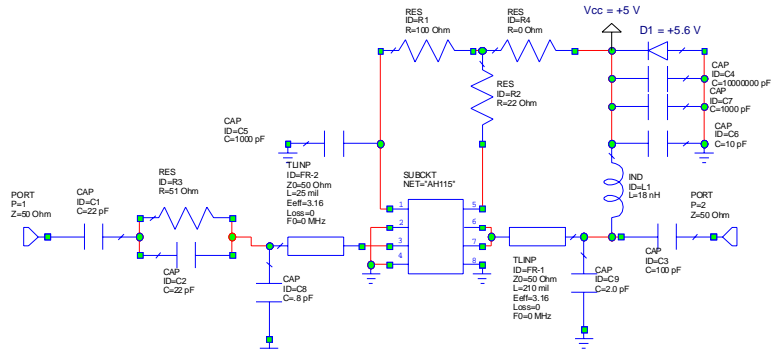 RES
ID=R1
R=100 Ohm
RES
ID=R4
R=0 Ohm
Vcc = +5 V
D1 = +5.6 V
CAP
ID=C4
C=10000000 pF
CAP
ID=C7
C=1000 pF
CAP
ID=C6
C=10 pF
RES
ID=R2
R=22 Ohm
CAP
ID=C5
C=1000 pF
TLINP
ID=FR-2
Z0=50 Ohm
L=25 mil
Eeff=3.16
Loss=0
F0=0 MHz
SUBCKT
NET="AH115"
IND
ID=L1
L=18 nH
RES
ID=R3
R=51 Ohm
PORT
P=1
Z=50 Ohm
CAP
ID=C1
C=22 pF
PORT
P=2
Z=50 Ohm
1
2
3
4
5
6
7
8
CAP
ID=C2
C=22 pF
CAP
ID=C8
C=.8 pF
TLINP
ID=FR-1
Z0=50 Ohm
L=210 mil
Eeff=3.16
Loss=0
F0=0 MHz
CAP
ID=C3
C=100 pF
CAP
ID=C9
C=2.0 pF